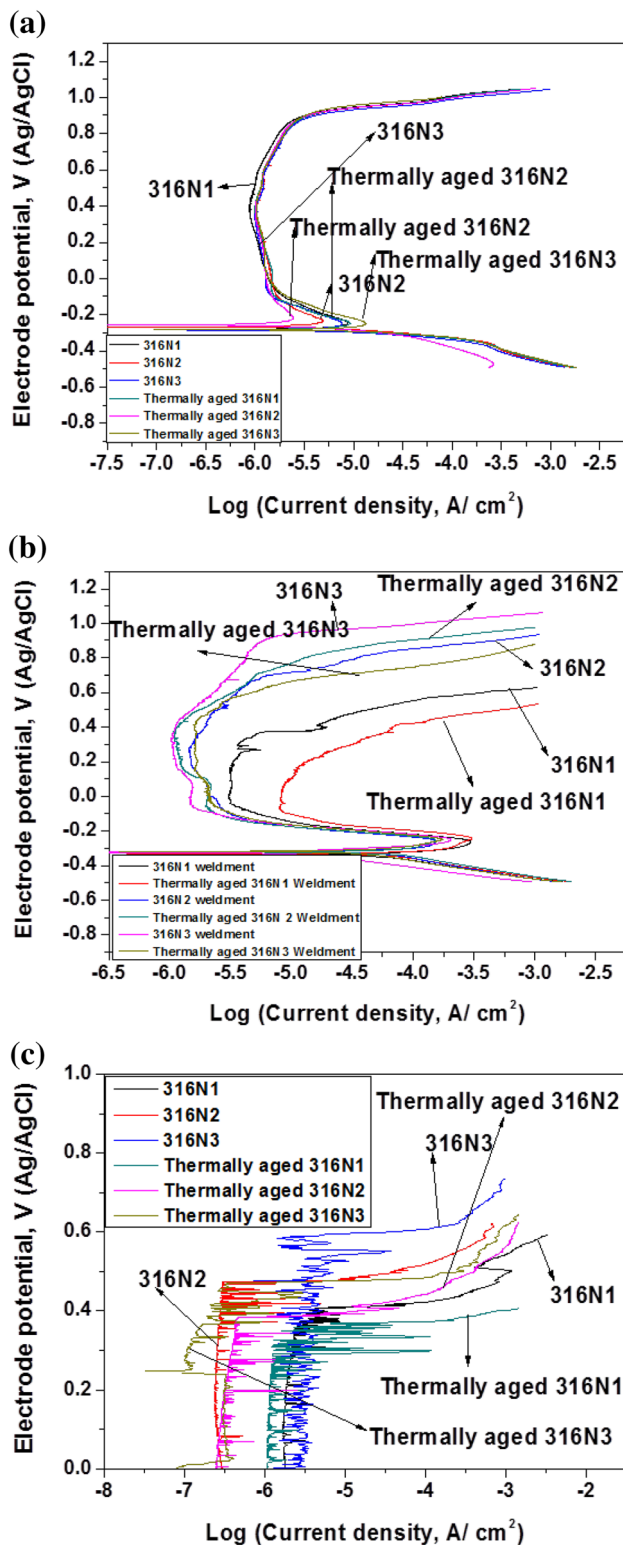 (a)
Electrode potential, V (Ag/AgCl)
1.2
1.0
0.8
0.6
0.4
0.2
0.0
-0.2
-0.4
-0.6
-0.8
316N3
316N1
Thermally aged 316N2
Thermally aged 316N2
Thermally aged 316N3
316N2
316N1
316N2
316N3
Thermally aged 316N1
Thermally aged 316N2
Thermally aged 316N3
-7.5 -7.0 -6.5 -6.0 -5.5 -5.0 -4.5 -4.0 -3.5 -3.0 -2.5
Log (Current density, A/ cm²)
(b)
Electrode potential, V (Ag/AgCl)
1.2
1.0
0.8
0.6
0.4
0.2
0.0
-0.2
-0.4
-0.6
-0.8
316N3
Thermally aged 316N2
Thermally aged 316N3
316N2
316N1
Thermally aged 316N1
316N1 weldment
Thermally aged 316N1 Weldment
316N2 weldment
Thermally aged 316N 2 Weldment
316N3 weldment
Thermally aged 316N3 Weldment
-6.5 -6.0 -5.5 -5.0 -4.5 -4.0 -3.5 -3.0 -2.5
Log (Current density, A/ cm²)
(c)
Electrode potential, V (Ag/AgCl)
1.0
0.8
0.6
0.4
0.2
0.0
316N1
316N2
316N3
Thermally aged 316N1
Thermally aged 316N2
Thermally aged 316N3
Thermally aged 316N2
316N3
316N2
316N1
Thermally aged 316N1
Thermally aged 316N3
-8 -7 -6 -5 -4 -3 -2
Log (Current density, A/ cm²)